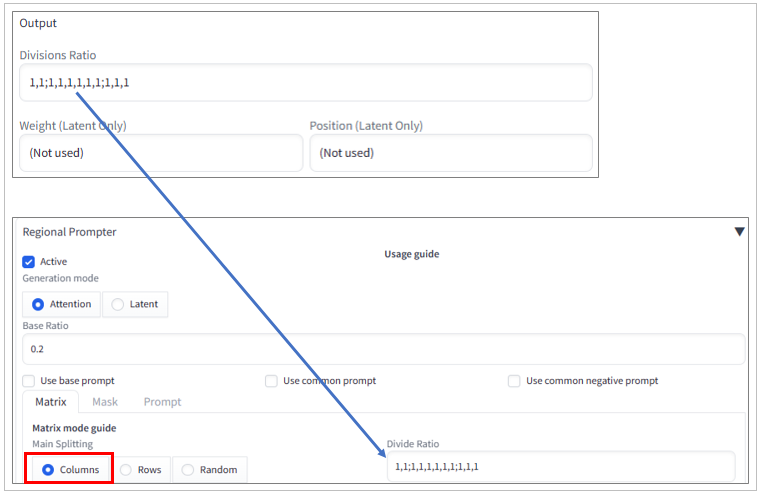 Output
Divisions Ratio
1,1;1,1,1,1,1,1,1;1,1,1
Weight (Latent Only)
Position (Latent Only)
(Not used)
(Not used)
Regional Prompter
▼
Usage guide
Active
Generation mode
Attention
Latent
Base Ratio
0.2
Use base prompt
Use common prompt
Use common negative prompt
Matrix
Mask
Prompt
Matrix mode guide
Main Splitting
Divide Ratio
Columns
Rows
Random
1,1;1,1,1,1,1,1,1;1,1,1